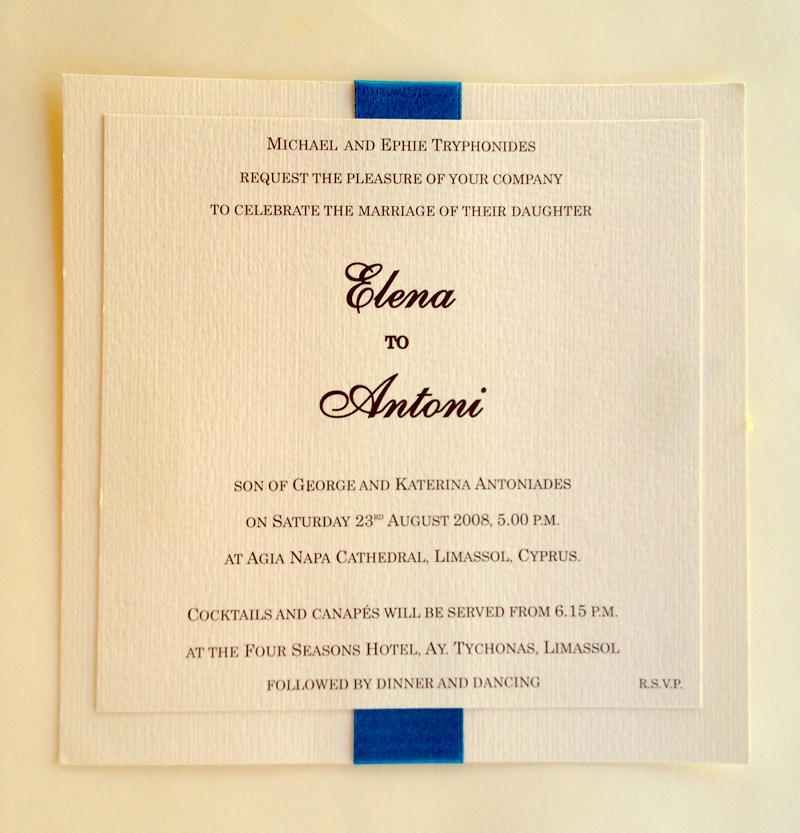 Michael and Ephie Tryphonides
request the pleasure of your company
to celebrate the marriage of their daughter
Elena
to
Antoni
son of George and Katerina Antoniades
on Saturday 23rd August 2008, 5.00 p.m.
at Agia Napa Cathedral, Limassol, Cyprus.
Cocktails and canapés will be served from 6.15 p.m.
at the Four Seasons Hotel, Ay. Tychonas, Limassol
followed by dinner and dancing
R.S.V.P.